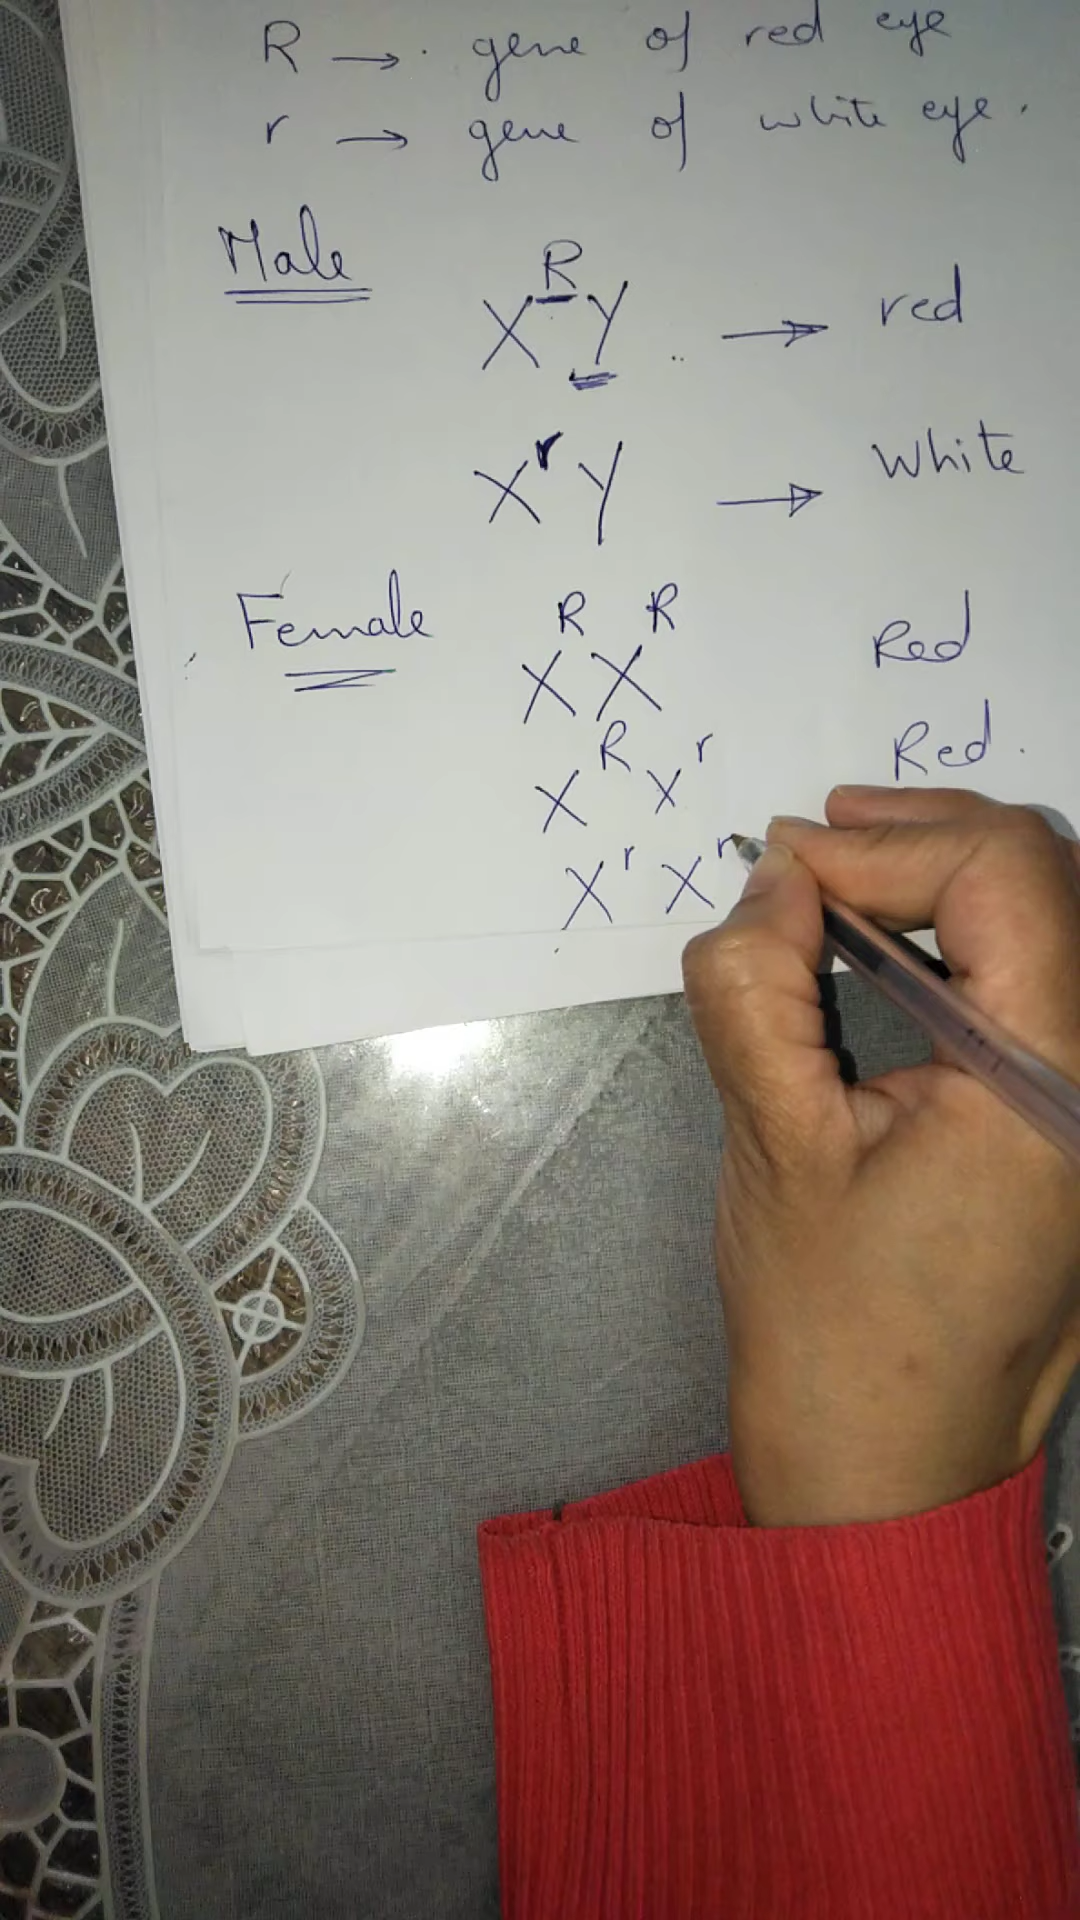 R → gene of red eye
r → gene of white eye.
Male X^R Y → red
X^r Y → White
Female X^R X^R Red
X^R X^r Red.
X^r X^r